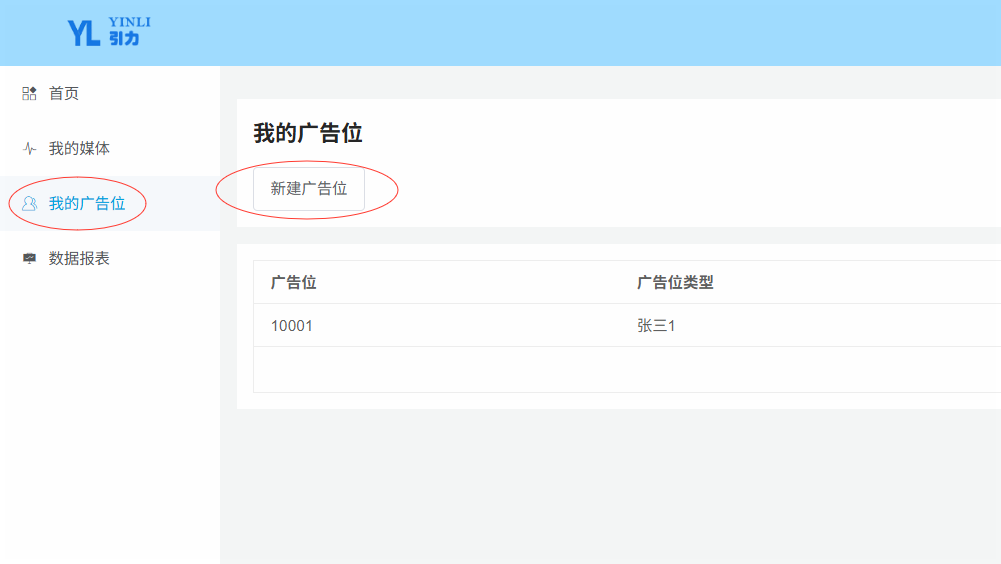 YL YINLI
引力
首页
我的媒体
我的广告位
数据报表
我的广告位
新建广告位
广告位 广告位类型
10001 张三1